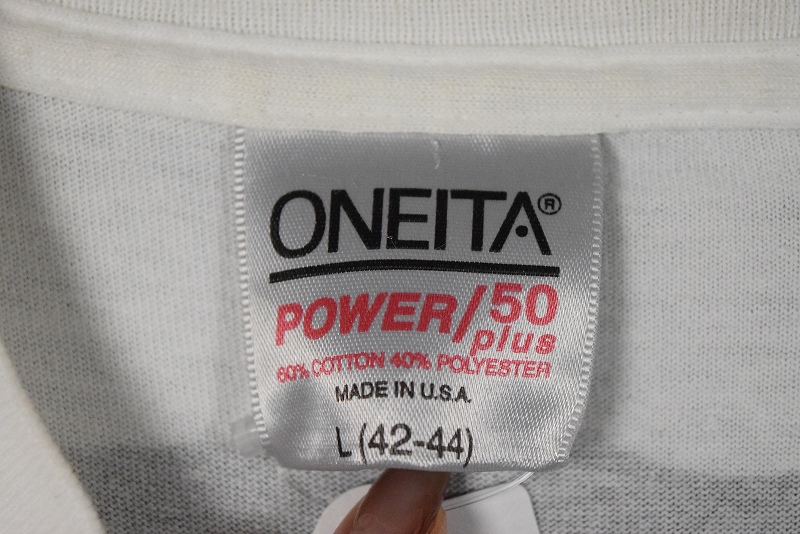 ONEITA®
POWER/50
plus
60% COTTON 40% POLYESTER
MADE IN U.S.A.
L (42-44)